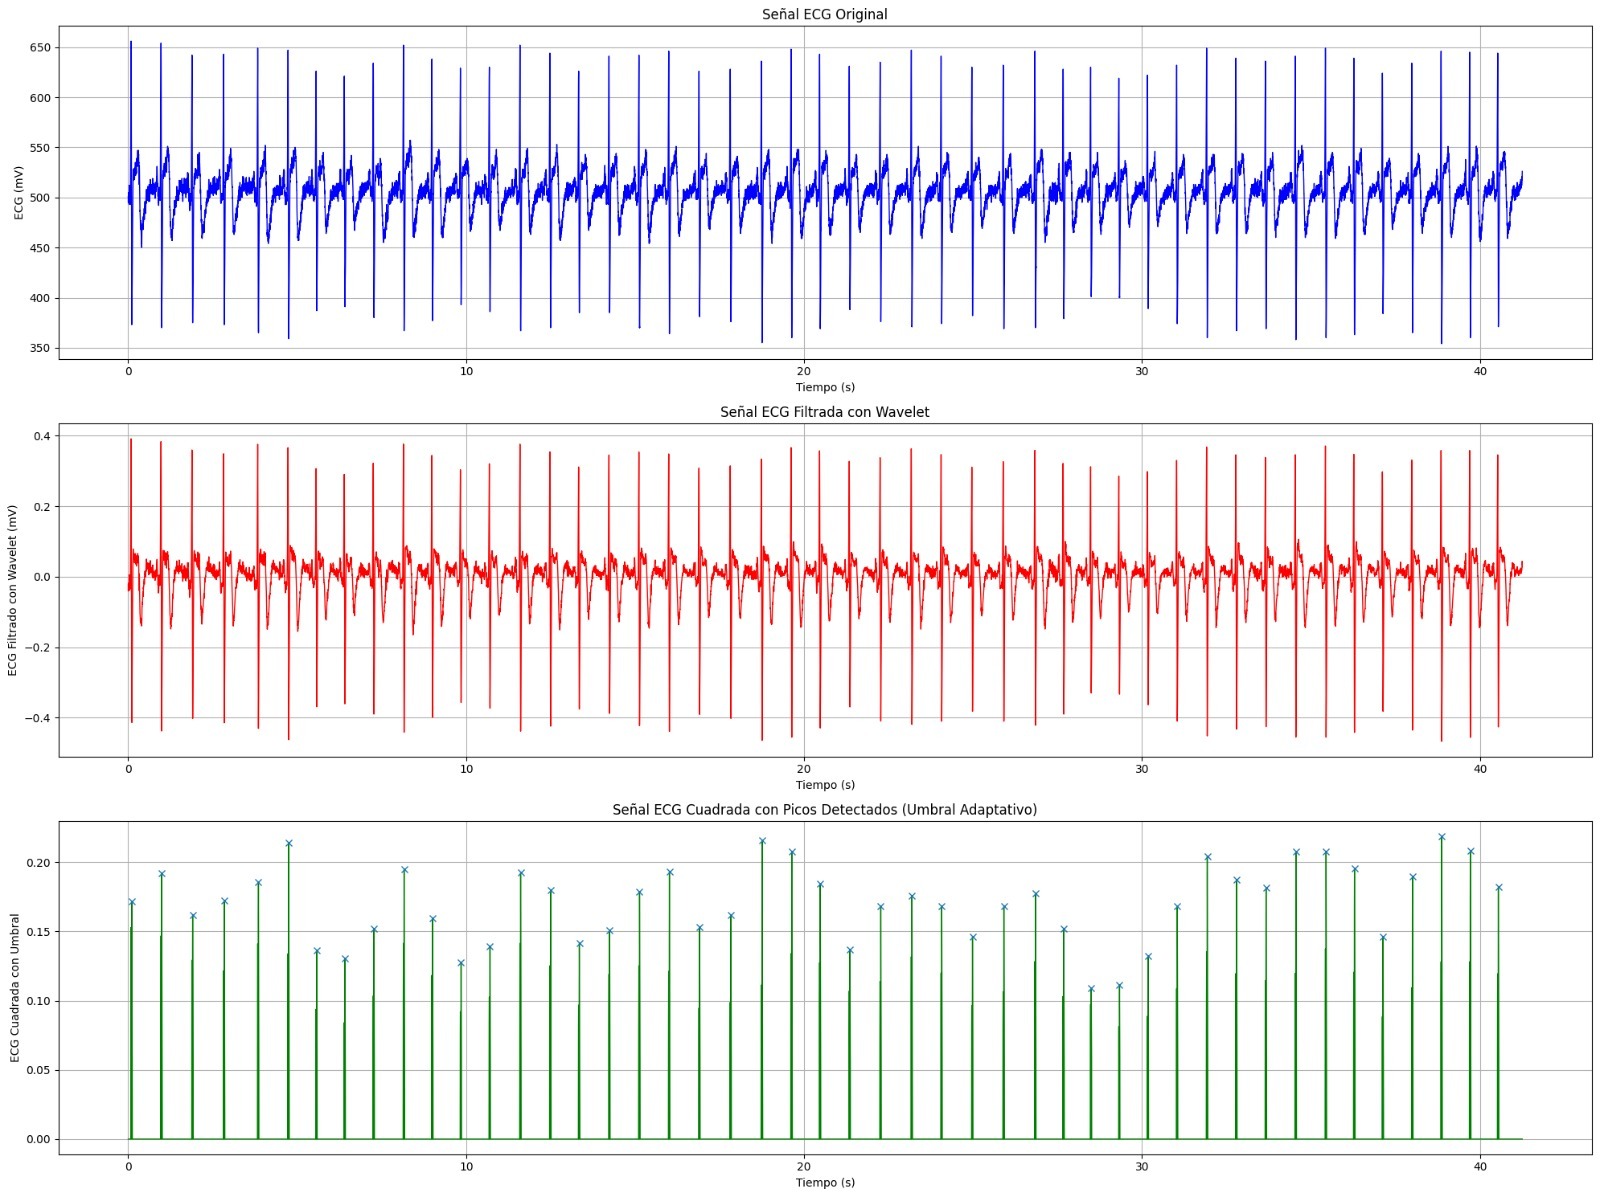 Señal ECG Original
ECG (mV)
650
600
550
500
450
400
350
0 10 20 30 40
Tiempo (s)
Señal ECG Filtrada con Wavelet
ECG Filtrado con Wavelet (mV)
0.4
0.2
0.0
−0.2
−0.4
0 10 20 30 40
Tiempo (s)
Señal ECG Cuadrada con Picos Detectados (Umbral Adaptativo)
ECG Cuadrada con Umbral
0.20
0.15
0.10
0.05
0.00
0 10 20 30 40
Tiempo (s)